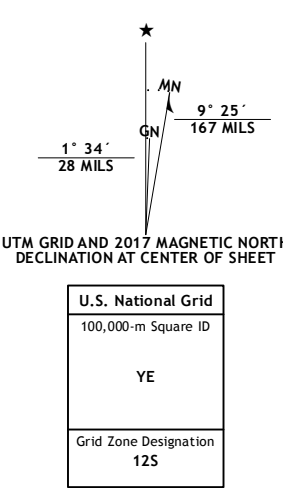 ★
MN
GN
9° 25´
167 MILS
1° 34´
28 MILS
UTM GRID AND 2017 MAGNETIC NORTH
DECLINATION AT CENTER OF SHEET
U.S. National Grid
100,000-m Square ID
YE
Grid Zone Designation
12S